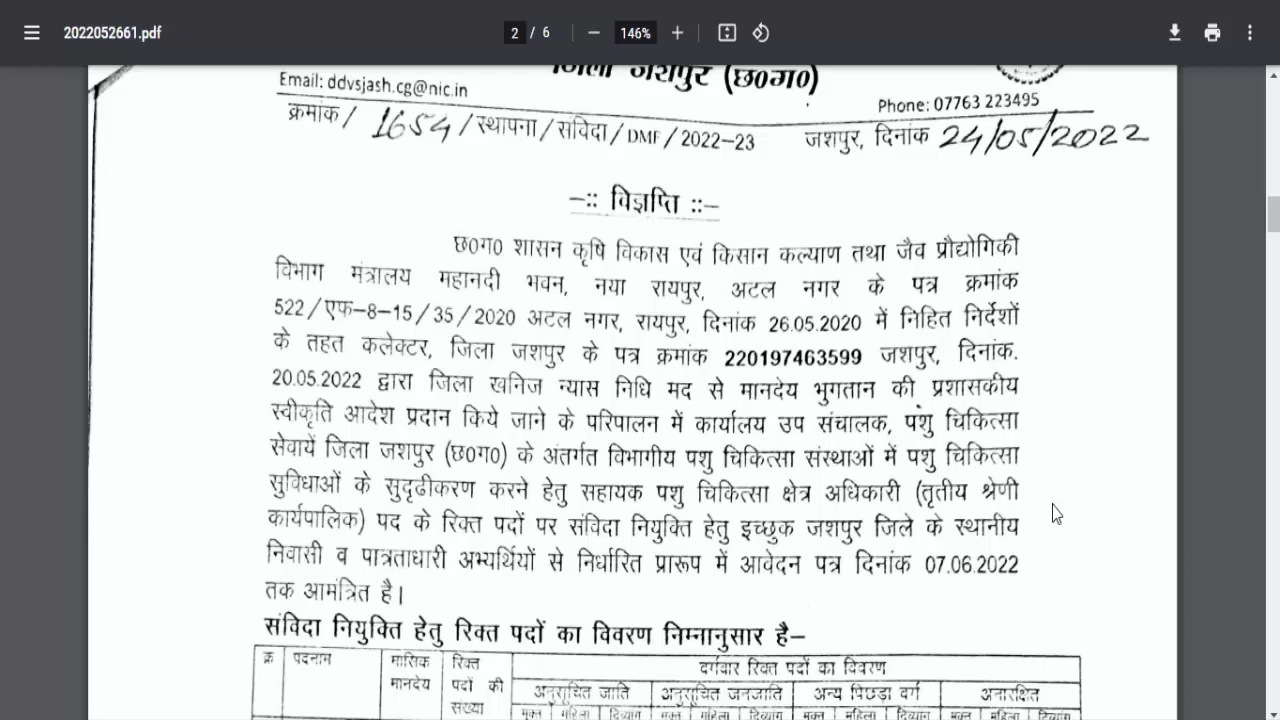 2022052661.pdf
2 / 6
146%
जिला जशपुर (छ0ग0)
Email: ddvsjash.cg@nic.in
Phone: 07763 223495
क्रमांक / 1654 / स्थापना / संविदा / DMF / 2022-23 जशपुर, दिनांक 24/05/2022
-:: विज्ञप्ति ::-
छ0ग0 शासन कृषि विकास एवं किसान कल्याण तथा जैव प्रौद्योगिकी
विभाग मंत्रालय महानदी भवन, नया रायपुर, अटल नगर के पत्र क्रमांक
522/एफ-8-15/35/2020 अटल नगर, रायपुर, दिनांक 26.05.2020 में निहित निर्देशों
के तहत कलेक्टर, जिला जशपुर के पत्र क्रमांक 220197463599 जशपुर, दिनांक.
20.05.2022 द्वारा जिला खनिज न्यास निधि मद से मानदेय भुगतान की प्रशासकीय
स्वीकृति आदेश प्रदान किये जाने के परिपालन में कार्यालय उप संचालक, पशु चिकित्सा
सेवायें जिला जशपुर (छ0ग0) के अंतर्गत विभागीय पशु चिकित्सा संस्थाओं में पशु चिकित्सा
सुविधाओं के सुदृढीकरण करने हेतु सहायक पशु चिकित्सा क्षेत्र अधिकारी (तृतीय श्रेणी
कार्यपालिक) पद के रिक्त पदों पर संविदा नियुक्ति हेतु इच्छुक जशपुर जिले के स्थानीय
निवासी व पात्रताधारी अभ्यर्थियों से निर्धारित प्रारूप में आवेदन पत्र दिनांक 07.06.2022
तक आमंत्रित है।
संविदा नियुक्ति हेतु रिक्त पदों का विवरण निम्नानुसार है-
क्र पदनाम मासिक मानदेय रिक्त पदों की संख्या वर्गवार रिक्त पदों का विवरण
अनुसूचित जाति अनुसूचित जनजाति अन्य पिछड़ा वर्ग अनारक्षित
मुक्त महिला दिव्यांग मुक्त महिला दिव्यांग मुक्त महिला दिव्यांग मुक्त महिला दिव्यांग